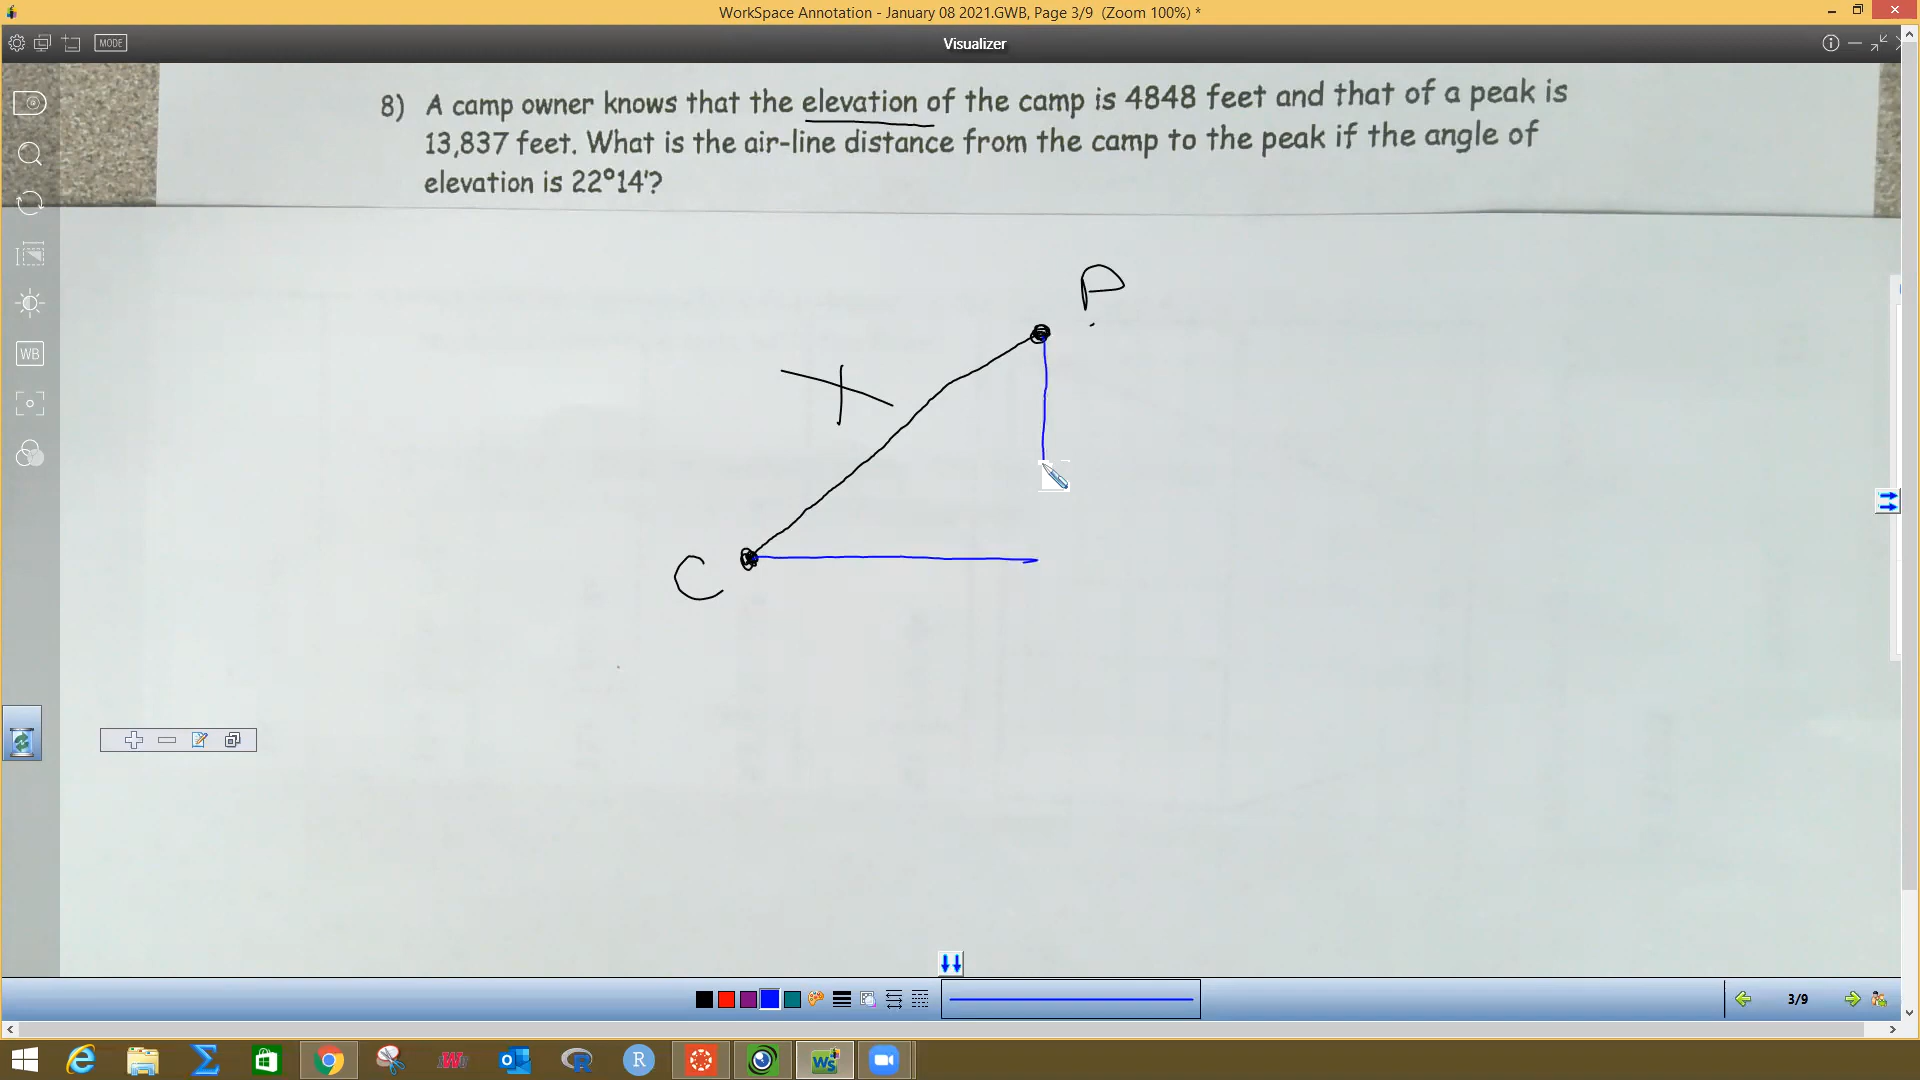 WorkSpace Annotation - January 08 2021.GWB, Page 3/9 (Zoom 100%) *
MODE
Visualizer
8) A camp owner knows that the elevation of the camp is 4848 feet and that of a peak is
13,837 feet. What is the air-line distance from the camp to the peak if the angle of
elevation is 22°14'?
P
X
C
WB
3/9
W
R
R
WS